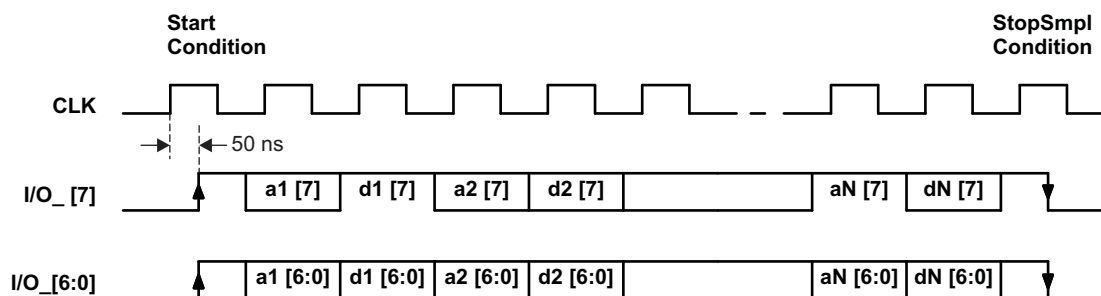 Start
Condition
StopSmpl
Condition
CLK
50 ns
I/O_ [7]
a1 [7] d1 [7] a2 [7] d2 [7] aN [7] dN [7]
I/O_[6:0]
a1 [6:0] d1 [6:0] a2 [6:0] d2 [6:0] aN [6:0] dN [6:0]